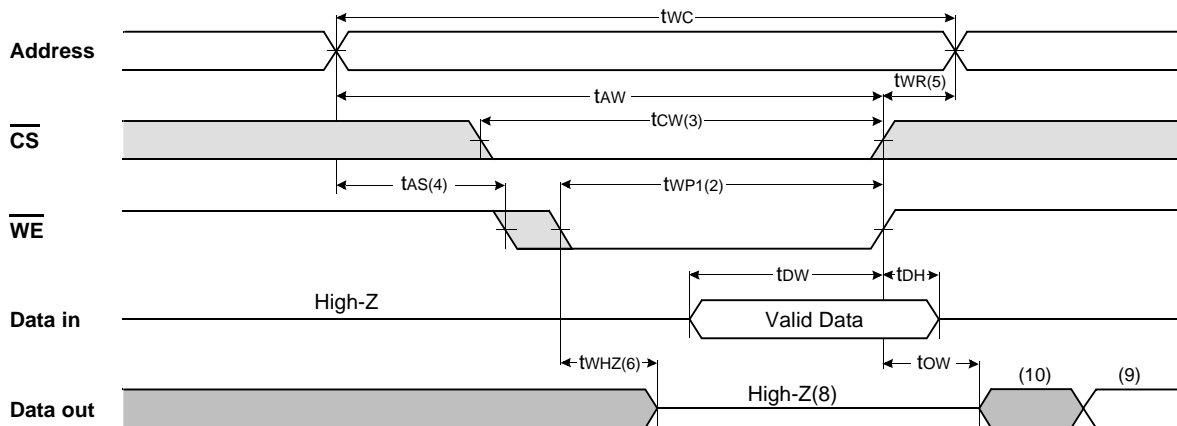 tWC
Address
tWR(5)
tAW
tCW(3)
CS
tAS(4)
tWP1(2)
WE
tDW
tDH
High-Z
Data in
Valid Data
tWHZ(6)
tOW
(10)
(9)
High-Z(8)
Data out